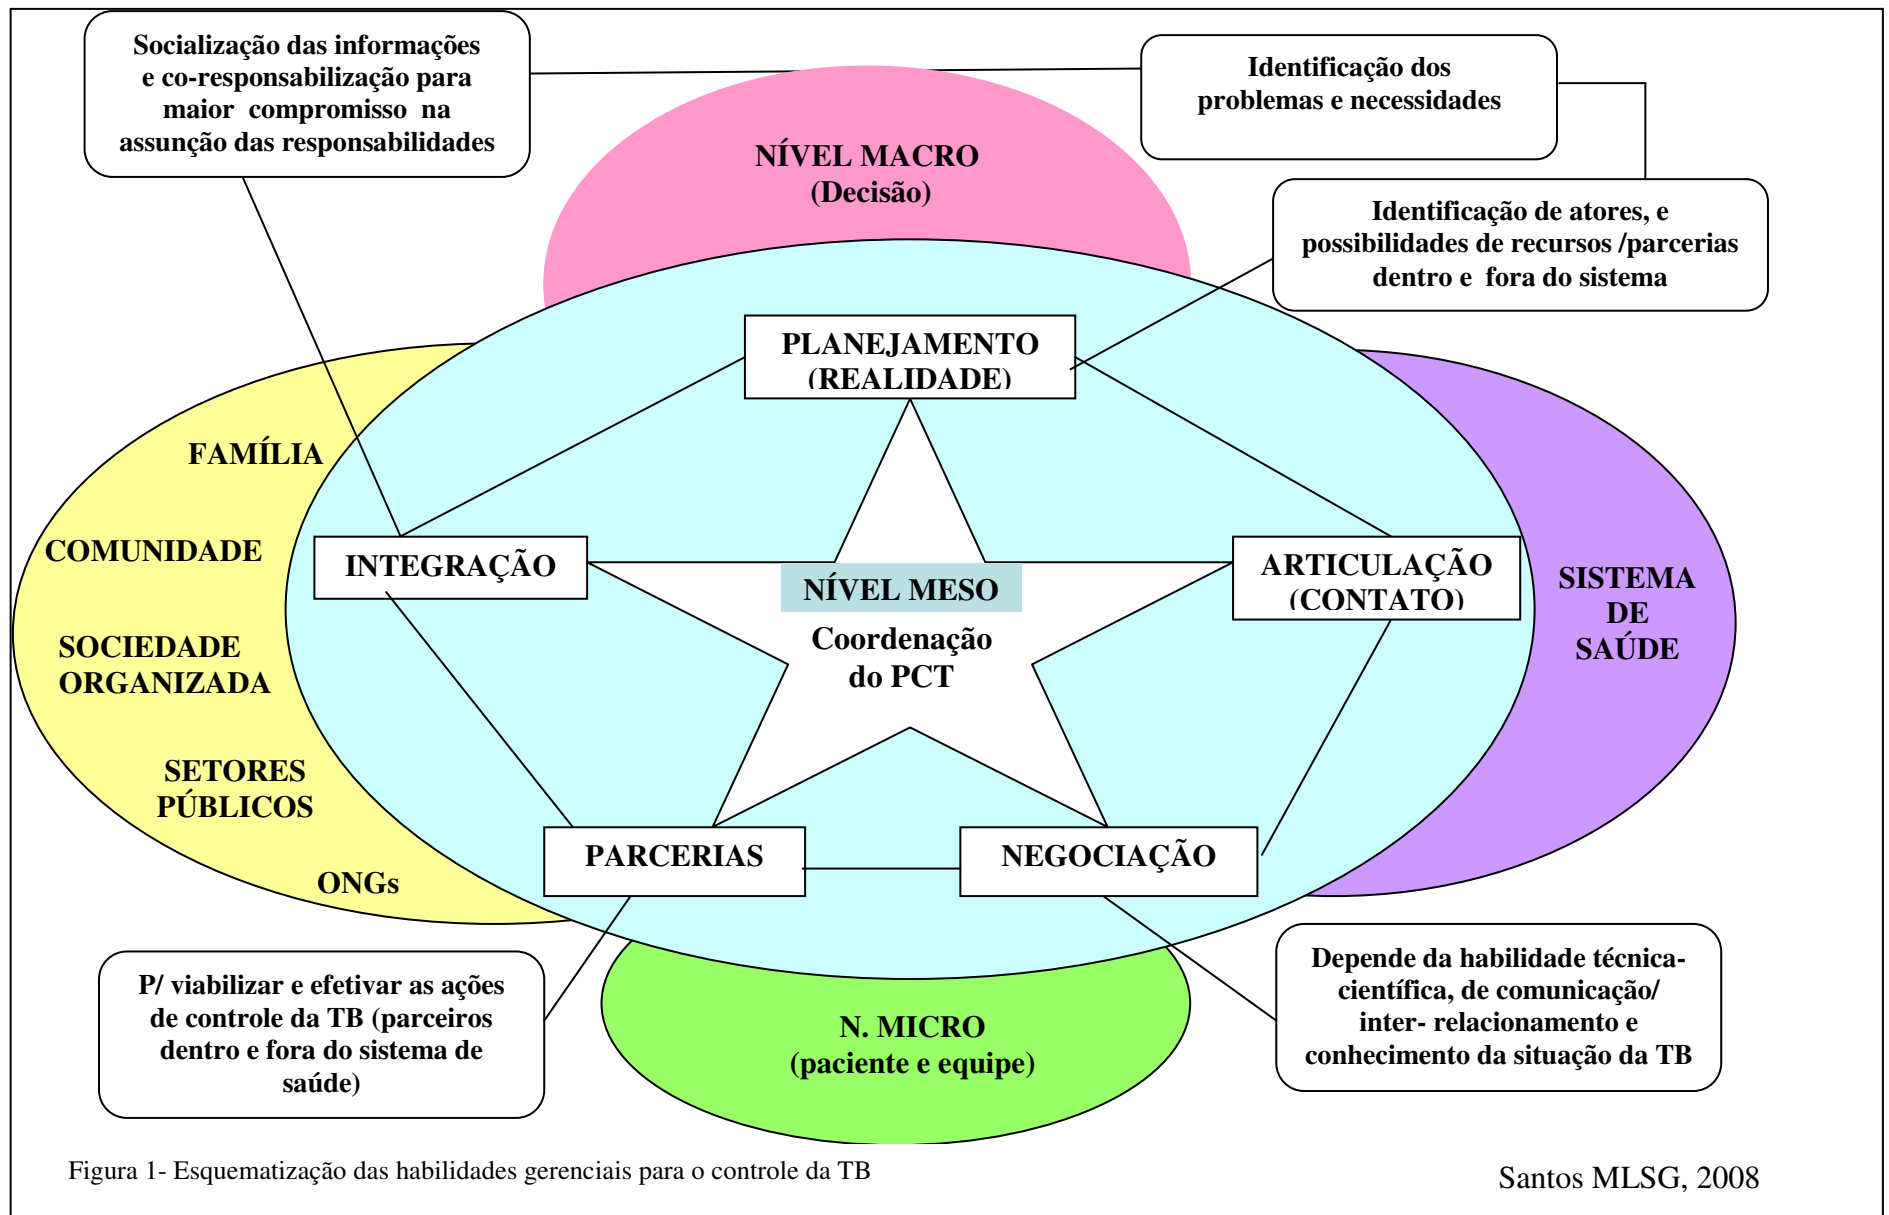 Socialização das informações
e co-responsabilização para
maior compromisso na
assunção das responsabilidades
Identificação dos
problemas e necessidades
NÍVEL MACRO
(Decisão)
Identificação de atores, e
possibilidades de recursos /parcerias
dentro e fora do sistema
PLANEJAMENTO
(REALIDADE)
FAMÍLIA
COMUNIDADE
SOCIEDADE
ORGANIZADA
SETORES
PÚBLICOS
ONGs
INTEGRAÇÃO
ARTICULAÇÃO
(CONTATO)
NÍVEL MESO
Coordenação
do PCT
SISTEMA
DE
SAÚDE
PARCERIAS
NEGOCIAÇÃO
P/ viabilizar e efetivar as ações
de controle da TB (parceiros
dentro e fora do sistema de
saúde)
N. MICRO
(paciente e equipe)
Depende da habilidade técnica-
científica, de comunicação/
inter- relacionamento e
conhecimento da situação da TB
Figura 1- Esquematização das habilidades gerenciais para o controle da TB
Santos MLSG, 2008